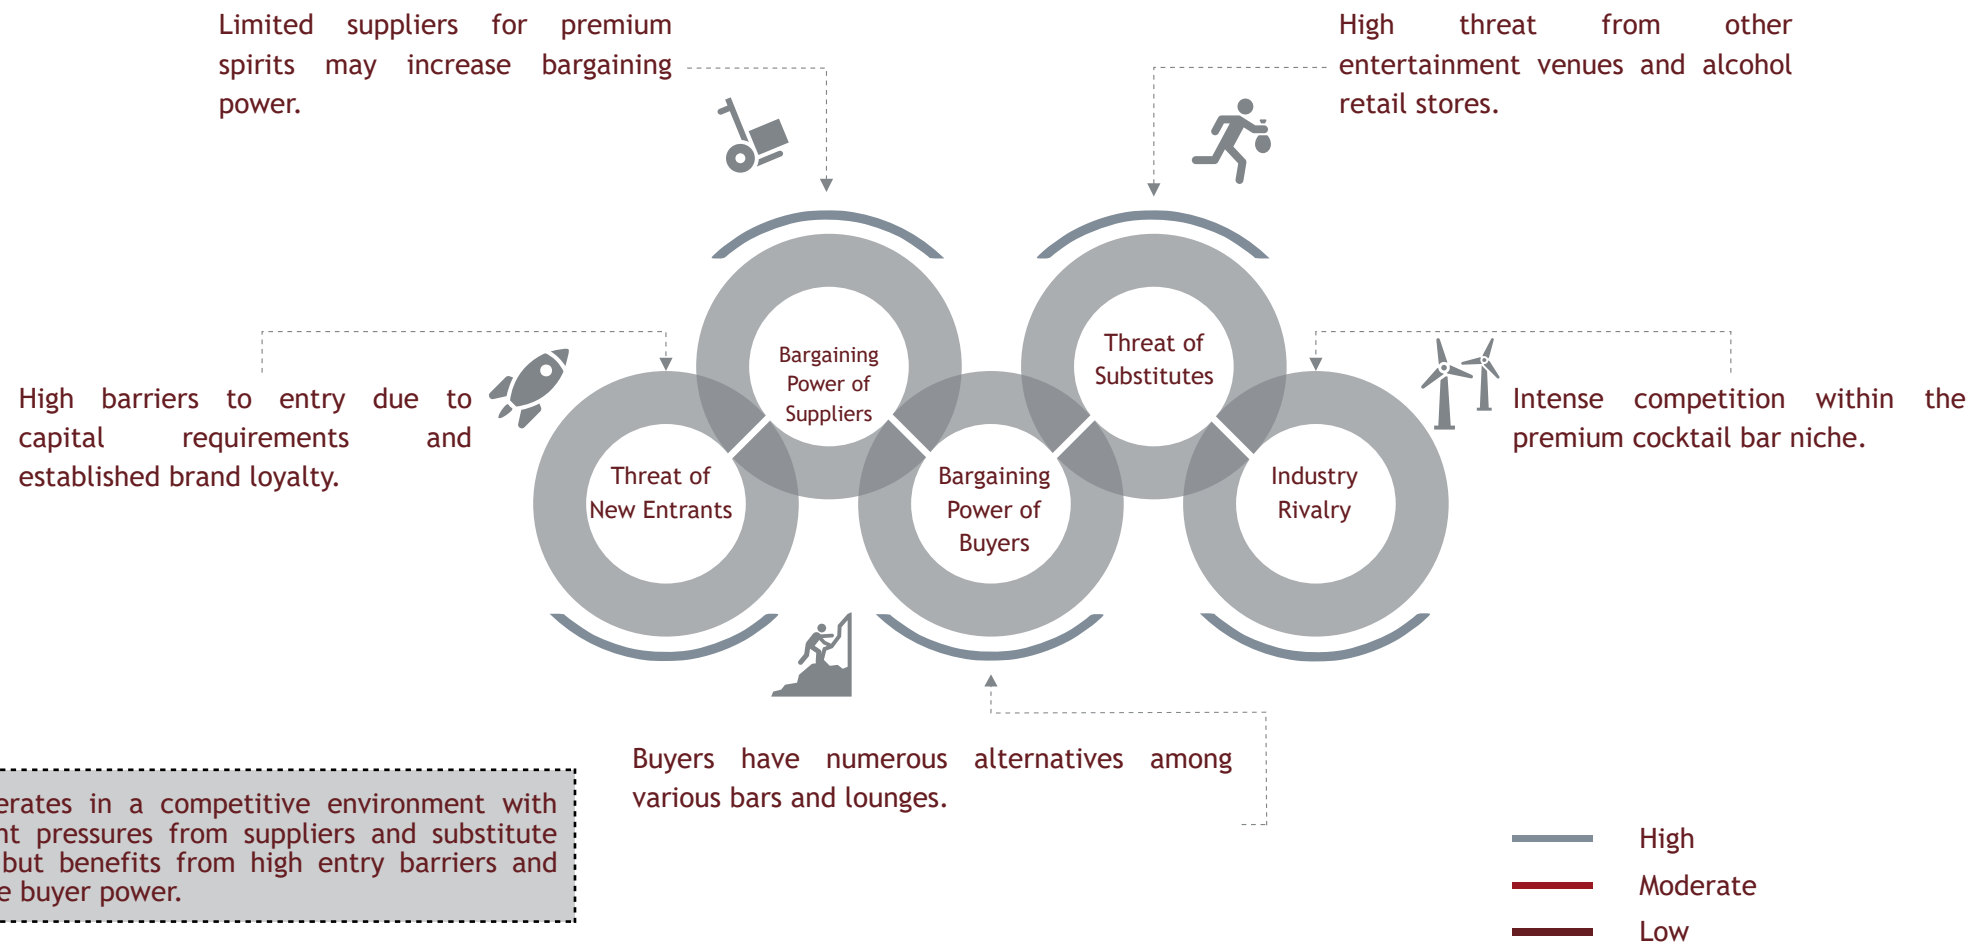 Limited suppliers for premium
spirits may increase bargaining
power.
High threat from other
entertainment venues and alcohol
retail stores.
High barriers to entry due to
capital requirements and
established brand loyalty.
Bargaining
Power of
Suppliers
Threat of
Substitutes
Intense competition within the
premium cocktail bar niche.
Threat of
New Entrants
Bargaining
Power of
Buyers
Industry
Rivalry
Buyers have numerous alternatives among
various bars and lounges.
in a competitive environment with
pressures from suppliers and substitute
but benefits from high entry barriers and
buyer power.
High
Moderate
Low